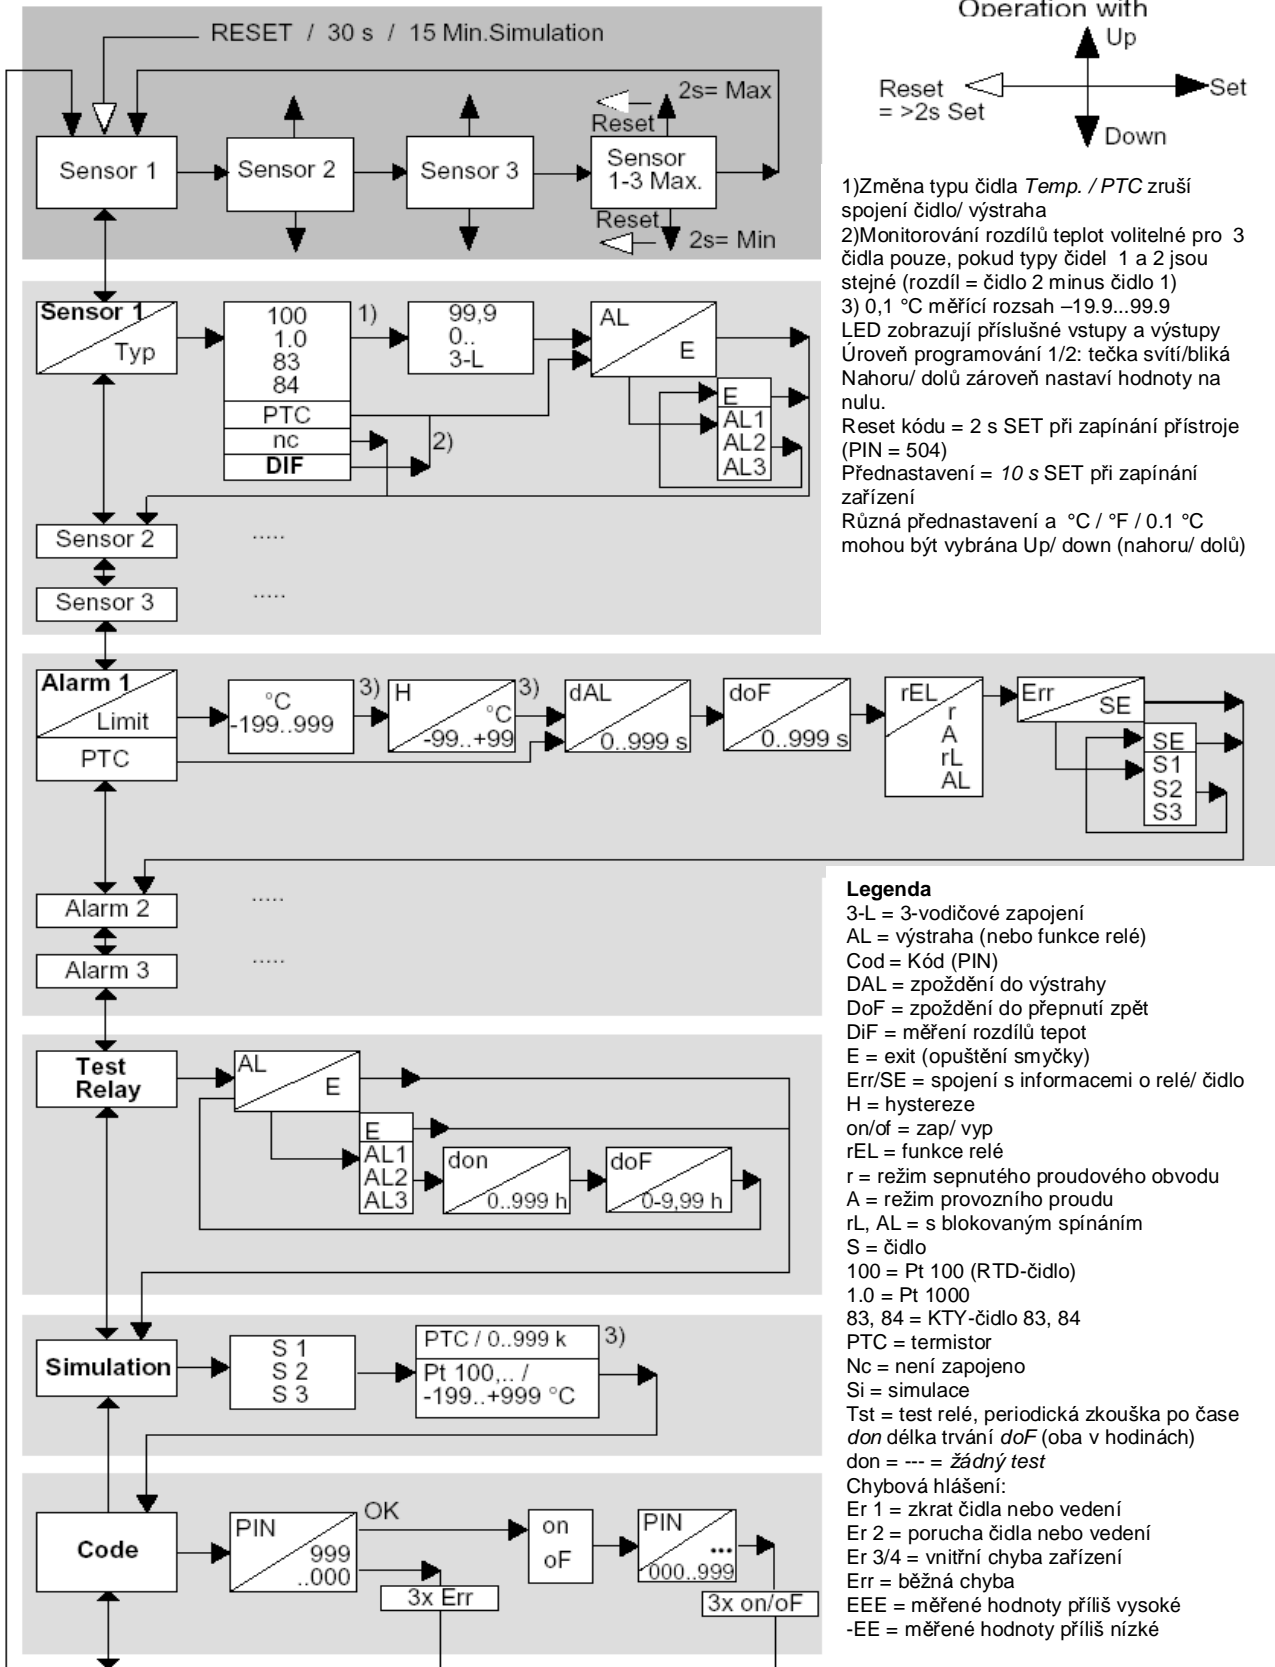 RESET / 30 s / 15 Min.Simulation
2s= Max
Reset
Sensor 1
Sensor 2
Sensor 3
Sensor
1-3 Max.
Reset
2s= Min
Operation with
Up
Reset
= >2s Set
Set
Down
1)Změna typu čidla Temp. / PTC zruší
spojení čidlo/ výstraha
2)Monitorování rozdílů teplot volitelné pro 3
čidla pouze, pokud typy čidel 1 a 2 jsou
stejné (rozdíl = čidlo 2 minus čidlo 1)
3) 0,1 °C měřící rozsah –19.9...99.9
LED zobrazují příslušné vstupy a výstupy
Úroveň programování 1/2: tečka svítí/bliká
Nahoru/ dolů zároveň nastaví hodnoty na
nulu.
Reset kódu = 2 s SET při zapínání přístroje
(PIN = 504)
Přednastavení = 10 s SET při zapínání
zařízení
Různá přednastavení a °C / °F / 0.1 °C
mohou být vybrána Up/ down (nahoru/ dolů)
Sensor 1
Typ
100
1.0
83
84
PTC
nc
DIF
1)
2)
99,9
0..
3-L
AL
E
E
AL1
AL2
AL3
Sensor 2
.....
Sensor 3
.....
Alarm 1
Limit
PTC
°C
-199..999
3)
H
°C
-99..+99
3)
dAL
0..999 s
doF
0..999 s
rEL
r
A
rL
AL
Err
SE
SE
S1
S2
S3
Alarm 2
.....
Alarm 3
.....
Test
Relay
AL
E
E
AL1
AL2
AL3
don
0..999 h
doF
0-9,99 h
Simulation
S 1
S 2
S 3
PTC / 0..999 k
Pt 100,.. /
-199..+999 °C
3)
Code
PIN
999
..000
OK
3x Err
on
oF
PIN
...
000..999
3x on/oF
Legenda
3-L = 3-vodičové zapojení
AL = výstraha (nebo funkce relé)
Cod = Kód (PIN)
DAL = zpoždění do výstrahy
DoF = zpoždění do přepnutí zpět
DiF = měření rozdílů tepot
E = exit (opuštění smyčky)
Err/SE = spojení s informacemi o relé/ čidlo
H = hystereze
on/of = zap/ vyp
rEL = funkce relé
r = režim sepnutého proudového obvodu
A = režim provozního proudu
rL, AL = s blokovaným spínáním
S = čidlo
100 = Pt 100 (RTD-čidlo)
1.0 = Pt 1000
83, 84 = KTY-čidlo 83, 84
PTC = termistor
Nc = není zapojeno
Si = simulace
Tst = test relé, periodická zkouška po čase
don délka trvání doF (oba v hodinách)
don = --- = žádný test
Chybová hlášení:
Er 1 = zkrat čidla nebo vedení
Er 2 = porucha čidla nebo vedení
Er 3/4 = vnitřní chyba zařízení
Err = běžná chyba
EEE = měřené hodnoty příliš vysoké
-EE = měřené hodnoty příliš nízké